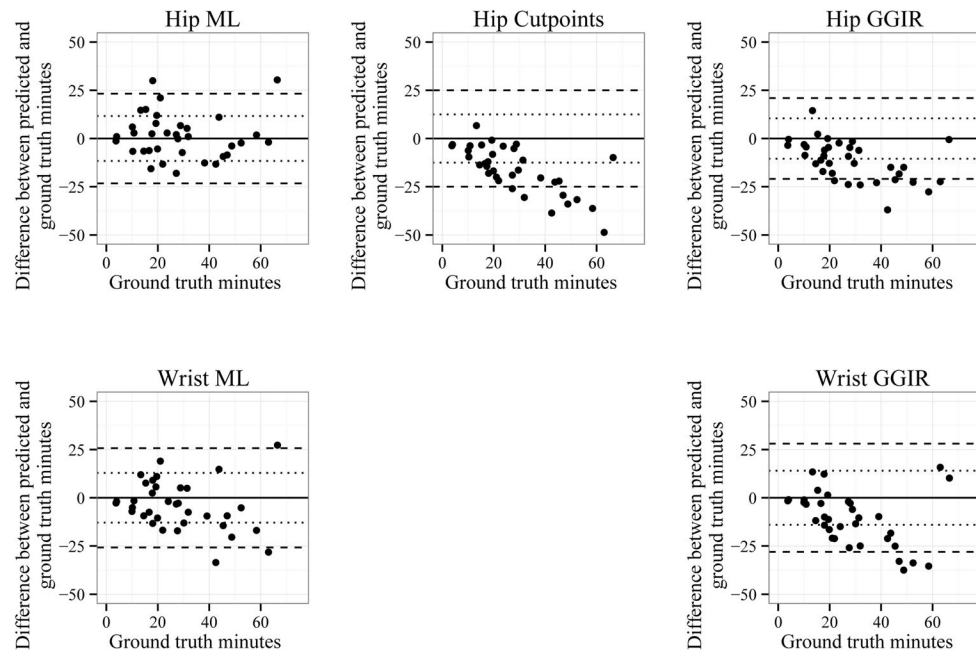 Hip ML
Difference between predicted and
ground truth minutes
50
25
0
−25
−50
0 20 40 60
Ground truth minutes
Hip Cutpoints
Difference between predicted and
ground truth minutes
50
25
0
−25
−50
0 20 40 60
Ground truth minutes
Hip GGIR
Difference between predicted and
ground truth minutes
50
25
0
−25
−50
0 20 40 60
Ground truth minutes
Wrist ML
Difference between predicted and
ground truth minutes
50
25
0
−25
−50
0 20 40 60
Ground truth minutes
Wrist GGIR
Difference between predicted and
ground truth minutes
50
25
0
−25
−50
0 20 40 60
Ground truth minutes